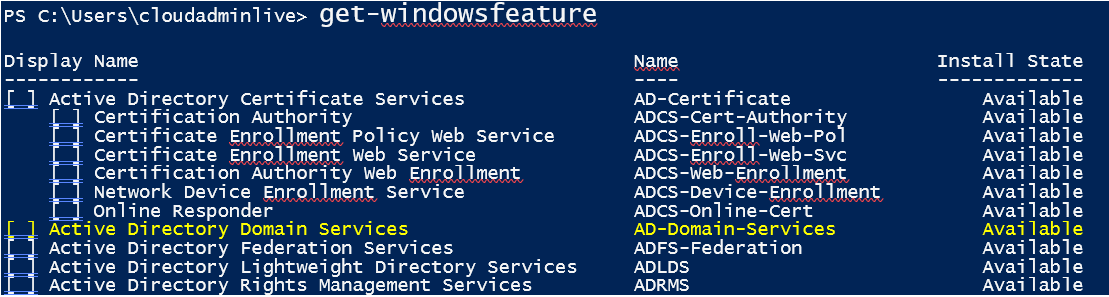 PS C:\Users\cloudadminlive> get-windowsfeature
Display Name Name Install State
------------ ---- -------------
[ ] Active Directory Certificate Services AD-Certificate Available
[ ] Certification Authority ADCS-Cert-Authority Available
[ ] Certificate Enrollment Policy Web Service ADCS-Enroll-Web-Pol Available
[ ] Certificate Enrollment Web Service ADCS-Enroll-Web-Svc Available
[ ] Certification Authority Web Enrollment ADCS-Web-Enrollment Available
[ ] Network Device Enrollment Service ADCS-Device-Enrollment Available
[ ] Online Responder ADCS-Online-Cert Available
[ ] Active Directory Domain Services AD-Domain-Services Available
[ ] Active Directory Federation Services ADFS-Federation Available
[ ] Active Directory Lightweight Directory Services ADLDS Available
[ ] Active Directory Rights Management Services ADRMS Available